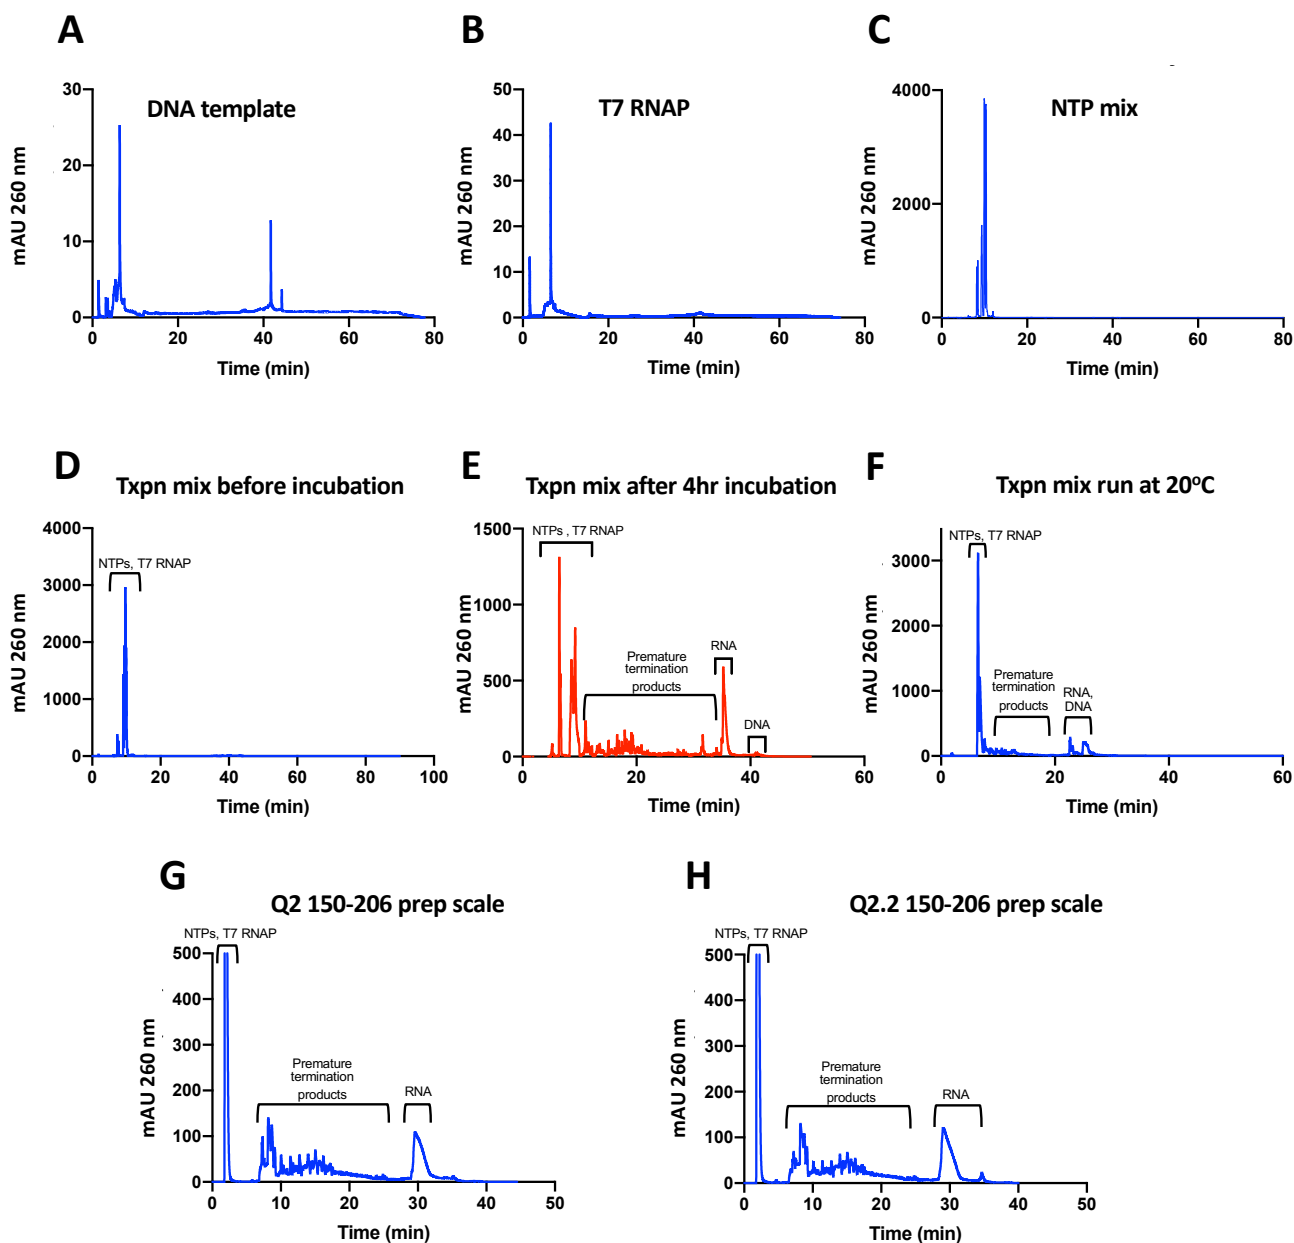 A
DNA template
30
20
10
0
mAU 260 nm
0 20 40 60 80
Time (min)
B
T7 RNAP
50
40
30
20
10
0
mAU 260 nm
0 20 40 60 80
Time (min)
C
NTP mix
4000
2000
0
mAU 260 nm
0 20 40 60 80
Time (min)
D
Txpn mix before incubation
NTPs, T7 RNAP
4000
3000
2000
1000
0
mAU 260 nm
0 20 40 60 80 100
Time (min)
E
Txpn mix after 4hr incubation
NTPs , T7 RNAP
Premature
termination
products
RNA
DNA
1500
1000
500
0
mAU 260 nm
0 20 40 60
Time (min)
F
Txpn mix run at 20°C
NTPs, T7 RNAP
Premature
termination
products
RNA,
DNA
3000
2000
1000
0
mAU 260 nm
0 20 40 60
Time (min)
G
Q2 150-206 prep scale
NTPs, T7 RNAP
Premature
termination
products
RNA
500
400
300
200
100
0
mAU 260 nm
0 10 20 30 40 50
Time (min)
H
Q2.2 150-206 prep scale
NTPs, T7 RNAP
Premature
termination
products
RNA
500
400
300
200
100
0
mAU 260 nm
0 10 20 30 40 50
Time (min)